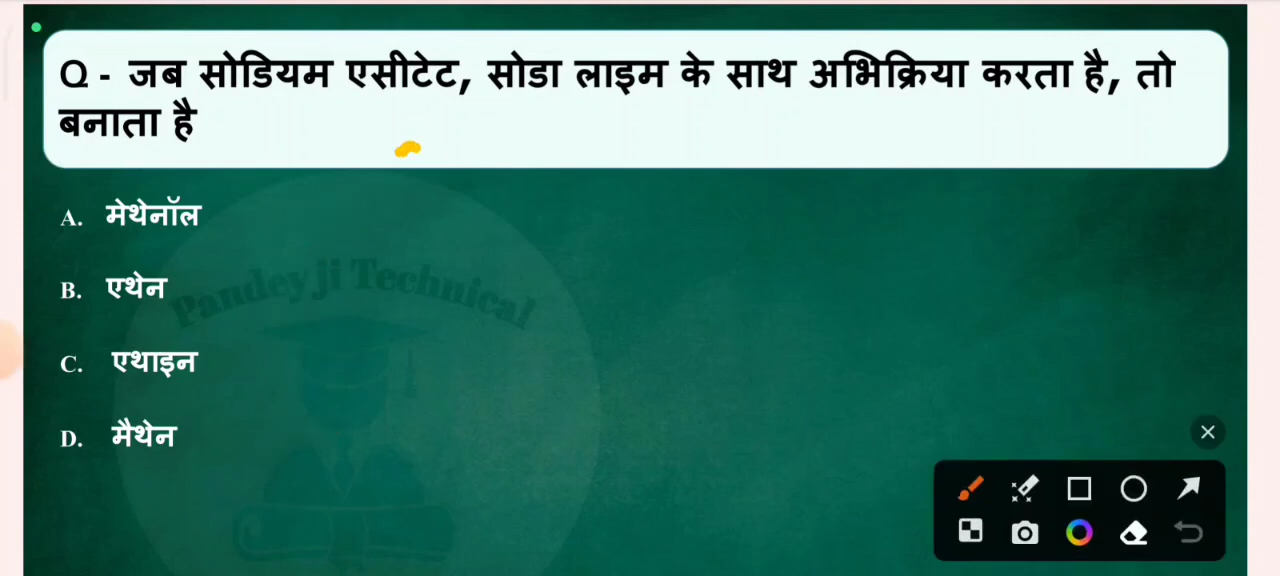 Q - जब सोडियम एसीटेट, सोडा लाइम के साथ अभिक्रिया करता है, तो
बनाता है
A. मेथेनॉल
B. एथेन
C. एथाइन
D. मैथेन
Pandey Ji Technical